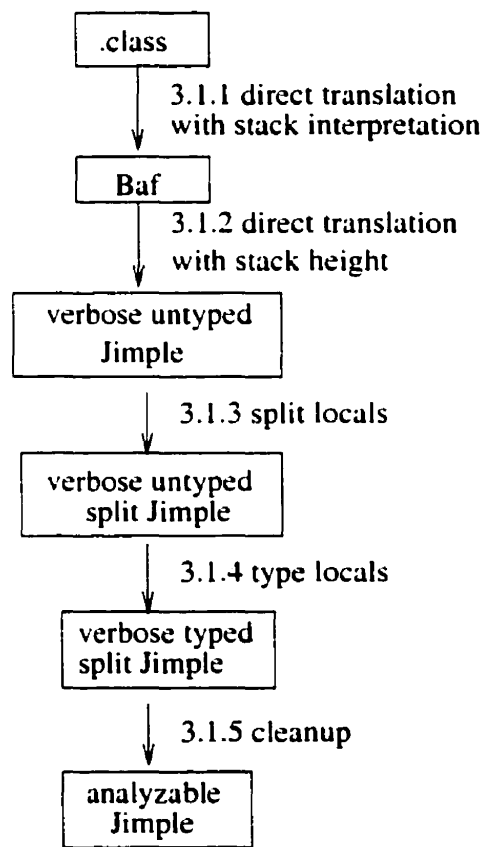 .class
3.1.1 direct translation
with stack interpretation
Baf
3.1.2 direct translation
with stack height
verbose untyped
Jimple
3.1.3 split locals
verbose untyped
split Jimple
3.1.4 type locals
verbose typed
split Jimple
3.1.5 cleanup
analyzable
Jimple